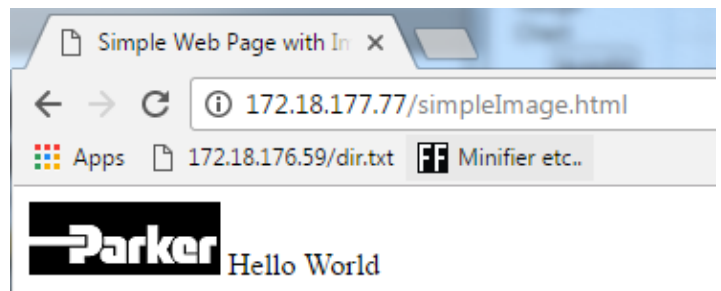 Simple Web Page with In
172.18.177.77/simpleImage.html
Apps 172.18.176.59/dir.txt FF Minifier etc..
Parker Hello World